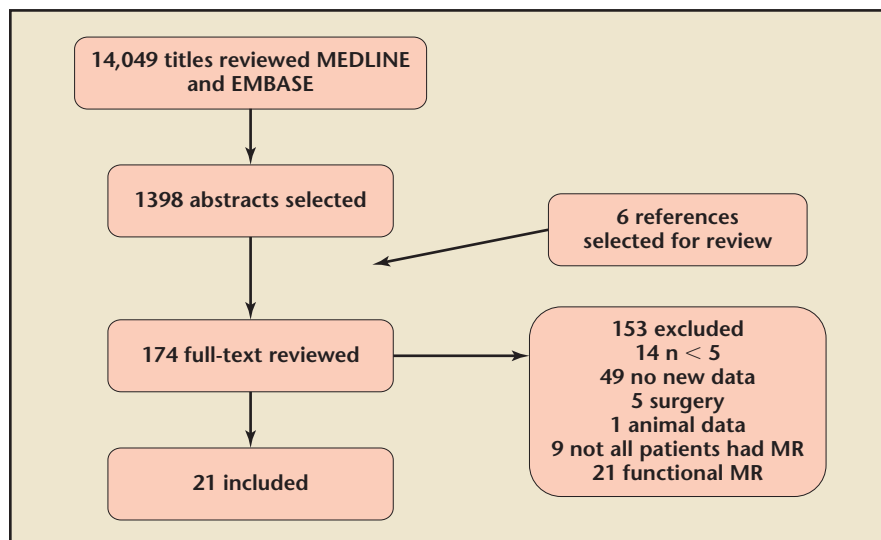 14,049 titles reviewed MEDLINE
and EMBASE
1398 abstracts selected
6 references
selected for review
174 full-text reviewed
153 excluded
14 n < 5
49 no new data
5 surgery
1 animal data
9 not all patients had MR
21 functional MR
21 included